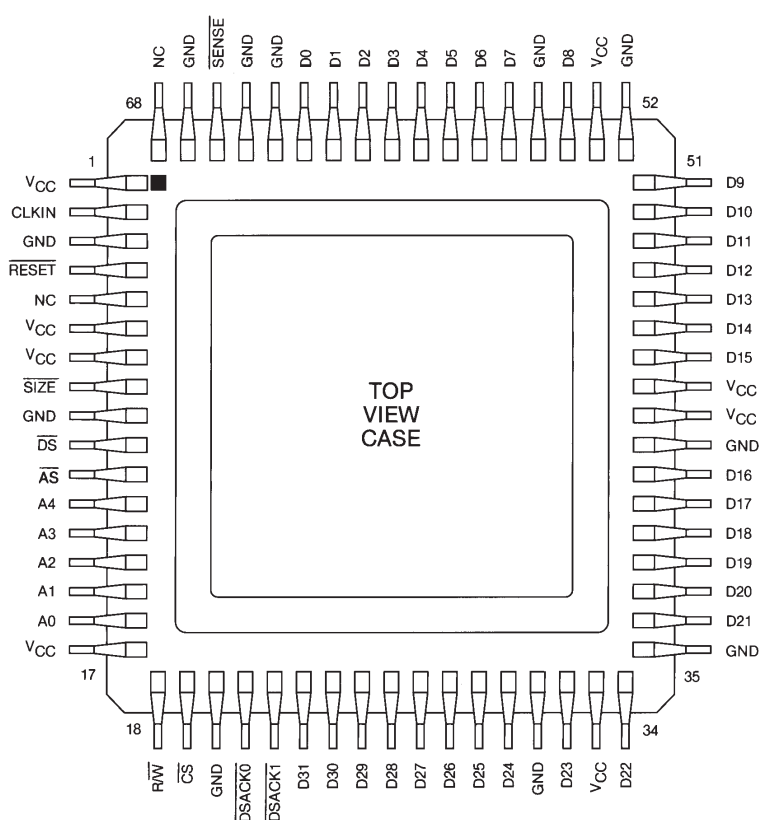 NC
GND
SENSE
GND
GND
D0
D1
D2
D3
D4
D5
D6
D7
GND
D8
VCC
GND
68
52
1
51
VCC
CLKIN
GND
RESET
NC
VCC
VCC
SIZE
GND
DS
AS
A4
A3
A2
A1
A0
VCC
TOP
VIEW
CASE
D9
D10
D11
D12
D13
D14
D15
VCC
VCC
GND
D16
D17
D18
D19
D20
D21
GND
17
35
18
34
R/W
CS
GND
DSACK0
DSACK1
D31
D30
D29
D28
D27
D26
D25
D24
GND
D23
VCC
D22